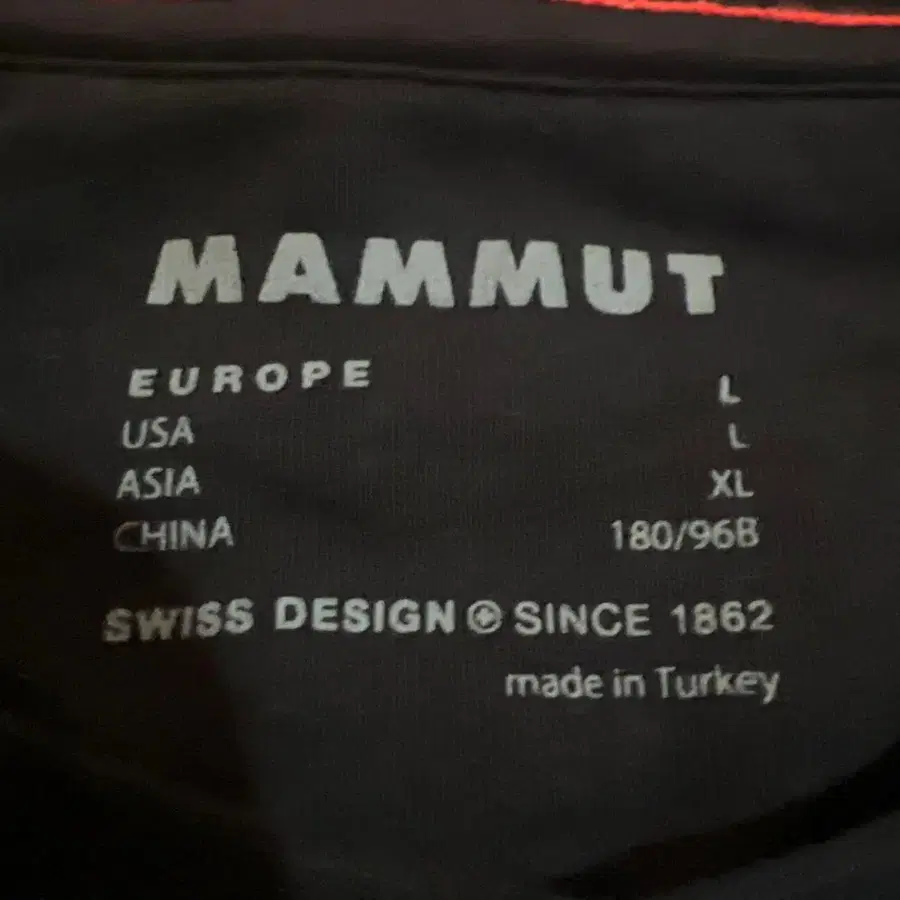 MAMMUT
EUROPE L
USA L
ASIA XL
CHINA 180/96B
SWISS DESIGN SINCE 1862
made in Turkey